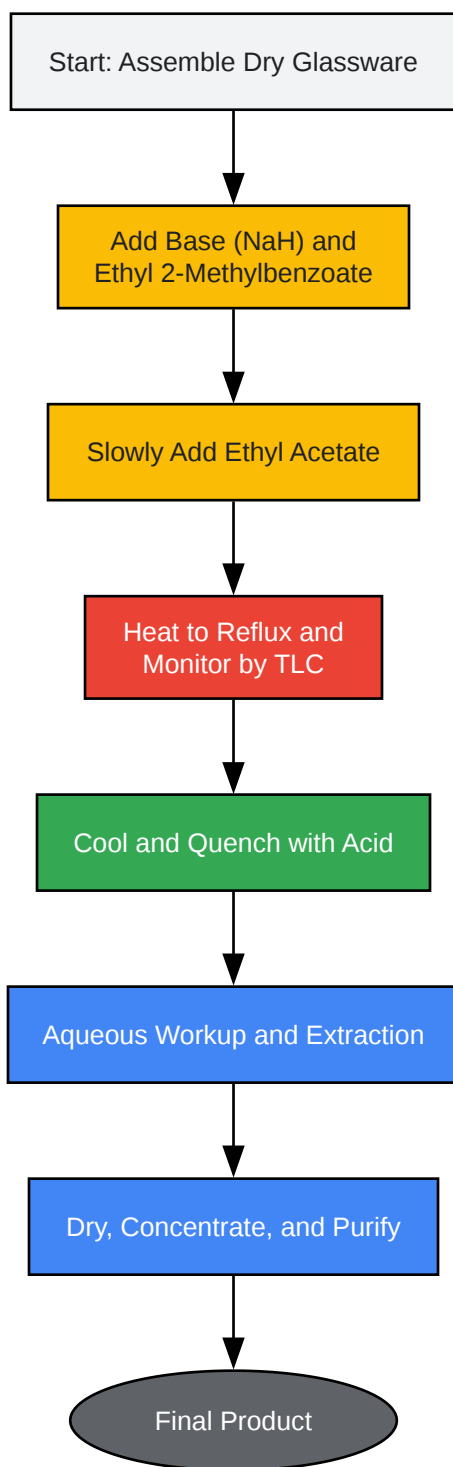 Start: Assemble Dry Glassware
Add Base (NaH) and
Ethyl 2-Methylbenzoate
Slowly Add Ethyl Acetate
Heat to Reflux and
Monitor by TLC
Cool and Quench with Acid
Aqueous Workup and Extraction
Dry, Concentrate, and Purify
Final Product